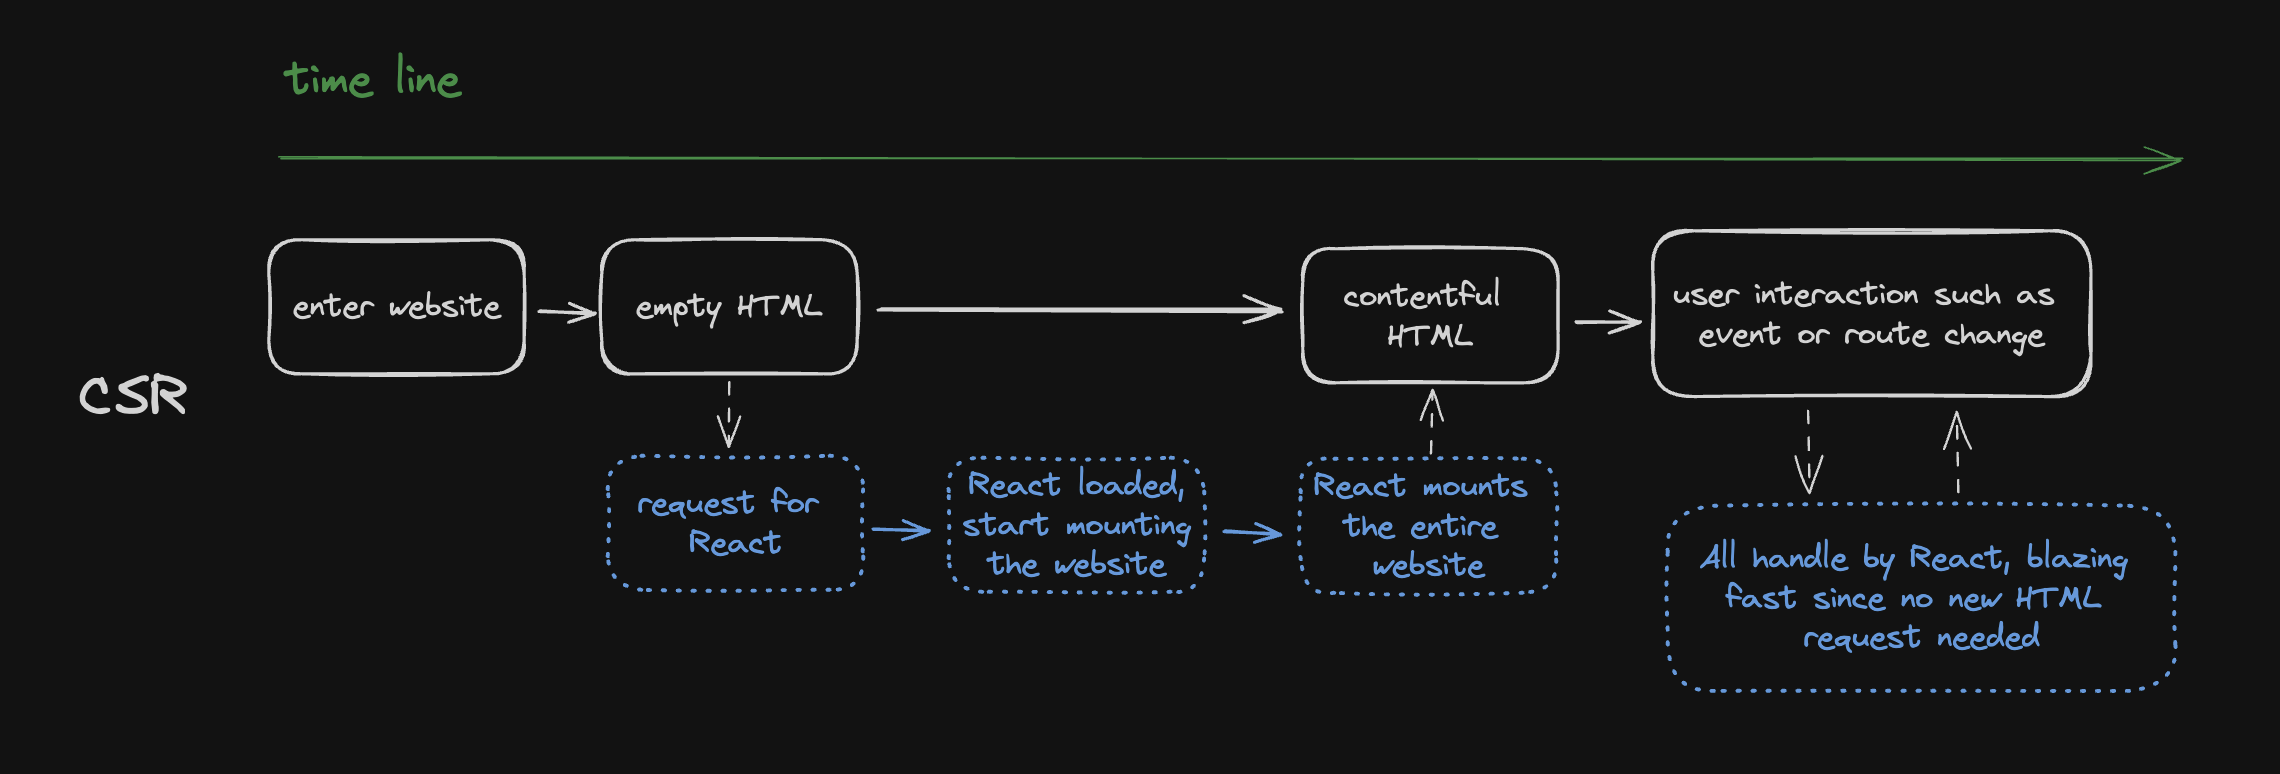 time line
CSR
enter website
empty HTML
contentful
HTML
user interaction such as
event or route change
request for
React
React loaded,
start mounting
the website
React mounts
the entire
website
All handle by React, blazing
fast since no new HTML
request needed